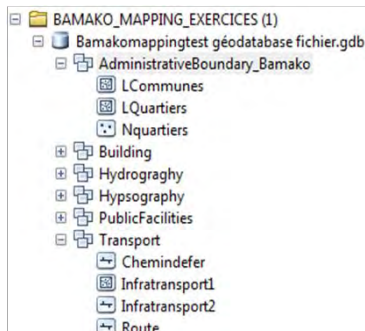 BAMAKO_MAPPING_EXERCICES (1)
Bamakomappingtest géodatabase fichier.gdb
AdministrativeBoundary_Bamako
LCommunes
LQuartiers
Nquartiers
Building
Hydrograghy
Hypsography
PublicFacilities
Transport
Chemindefer
Infratransport1
Infratransport2
Route